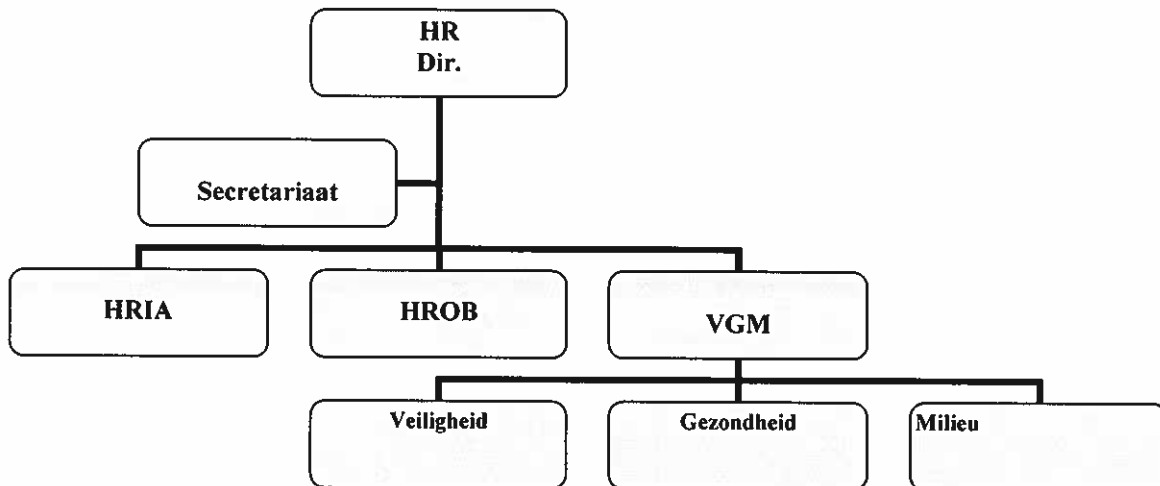 HR
Dir.
Secretariaat
HRIA
HROB
VGM
Veiligheid
Gezondheid
Milieu